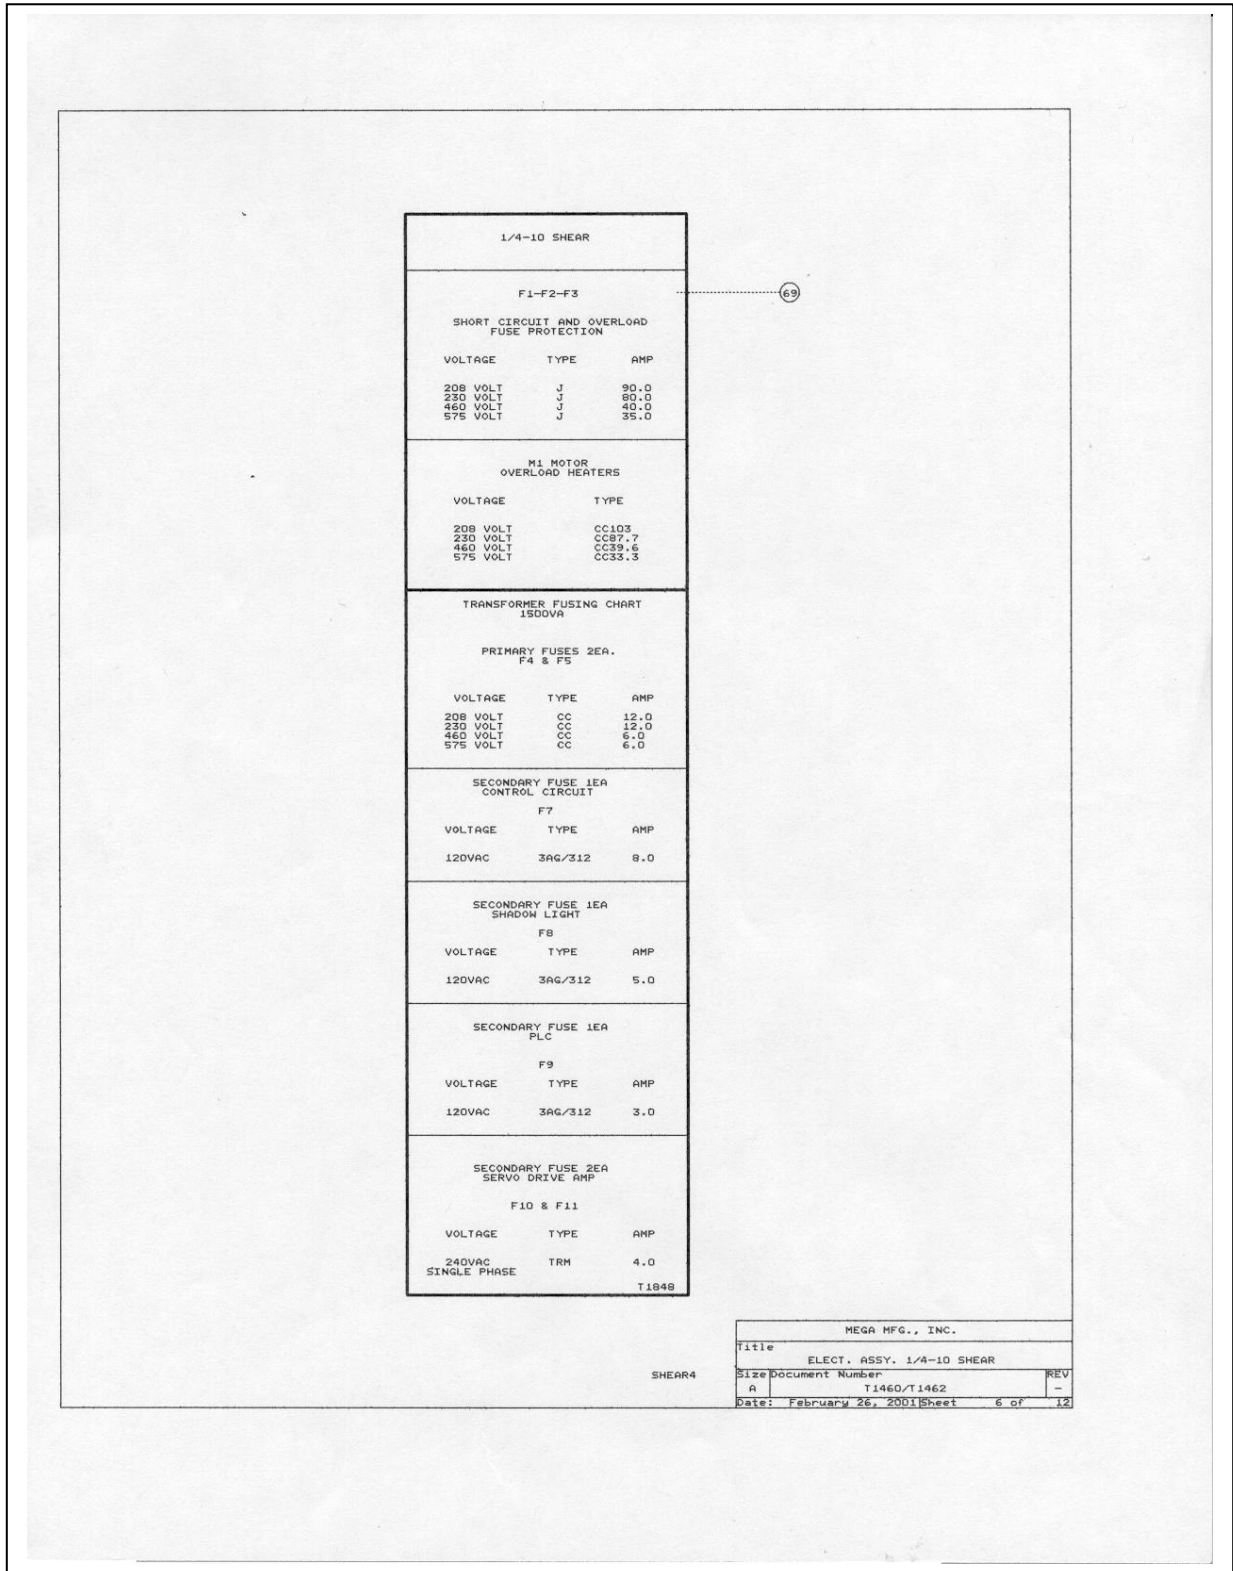 1/4-10 SHEAR
F1-F2-F3
69
SHORT CIRCUIT AND OVERLOAD
FUSE PROTECTION
VOLTAGE TYPE AMP
208 VOLT J 90.0
230 VOLT J 80.0
460 VOLT J 40.0
575 VOLT J 35.0
M1 MOTOR
OVERLOAD HEATERS
VOLTAGE TYPE
208 VOLT CC103
230 VOLT CC87.7
460 VOLT CC39.6
575 VOLT CC33.3
TRANSFORMER FUSING CHART
1500VA
PRIMARY FUSES 2EA.
F4 & F5
VOLTAGE TYPE AMP
208 VOLT CC 12.0
230 VOLT CC 12.0
460 VOLT CC 6.0
575 VOLT CC 6.0
SECONDARY FUSE 1EA
CONTROL CIRCUIT
F7
VOLTAGE TYPE AMP
120VAC 3AG/312 8.0
SECONDARY FUSE 1EA
SHADOW LIGHT
F8
VOLTAGE TYPE AMP
120VAC 3AG/312 5.0
SECONDARY FUSE 1EA
PLC
F9
VOLTAGE TYPE AMP
120VAC 3AG/312 3.0
SECONDARY FUSE 2EA
SERVO DRIVE AMP
F10 & F11
VOLTAGE TYPE AMP
240VAC TRM 4.0
SINGLE PHASE
T1848
SHEAR4
MEGA MFG., INC.
Title
ELECT. ASSY. 1/4-10 SHEAR
Size Document Number REV
A T1460/T1462 -
Date: February 26, 2001 Sheet 6 of 12